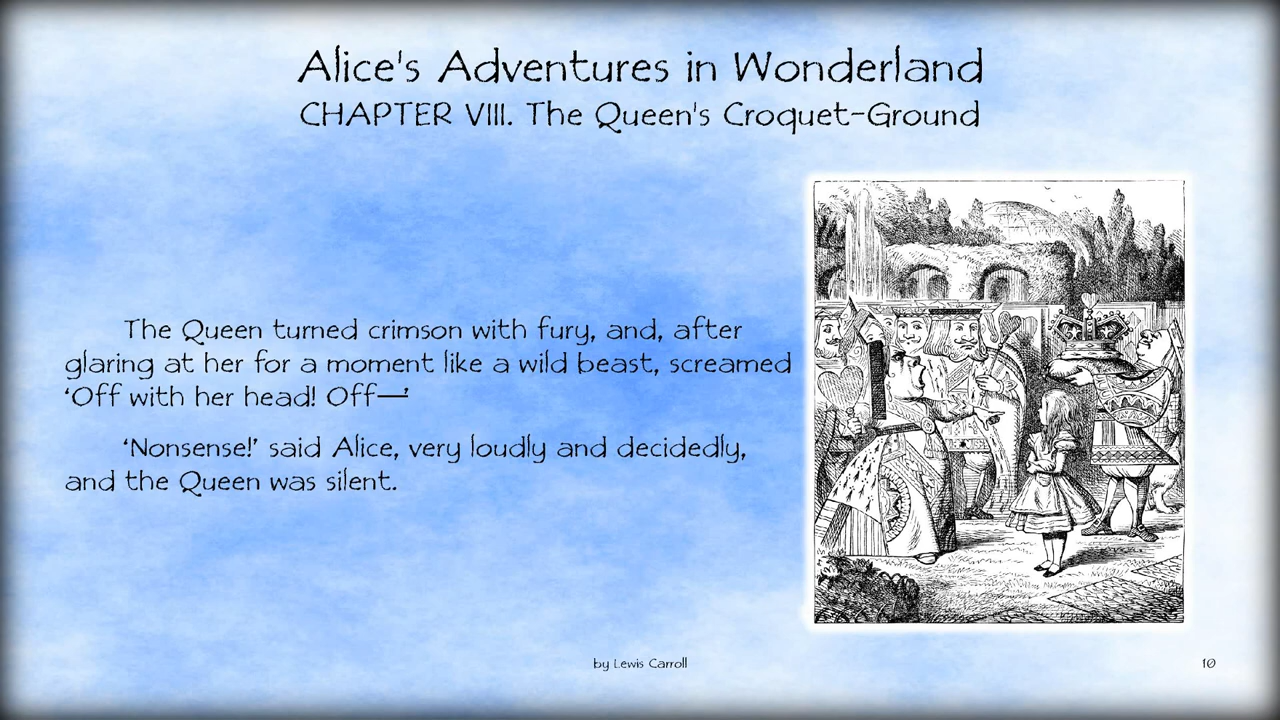 Alice's Adventures in Wonderland
CHAPTER VIII. The Queen's Croquet-Ground
The Queen turned crimson with fury, and, after
glaring at her for a moment like a wild beast, screamed
‘Off with her head! Off—’
‘Nonsense!’ said Alice, very loudly and decidedly,
and the Queen was silent.
by Lewis Carroll
10